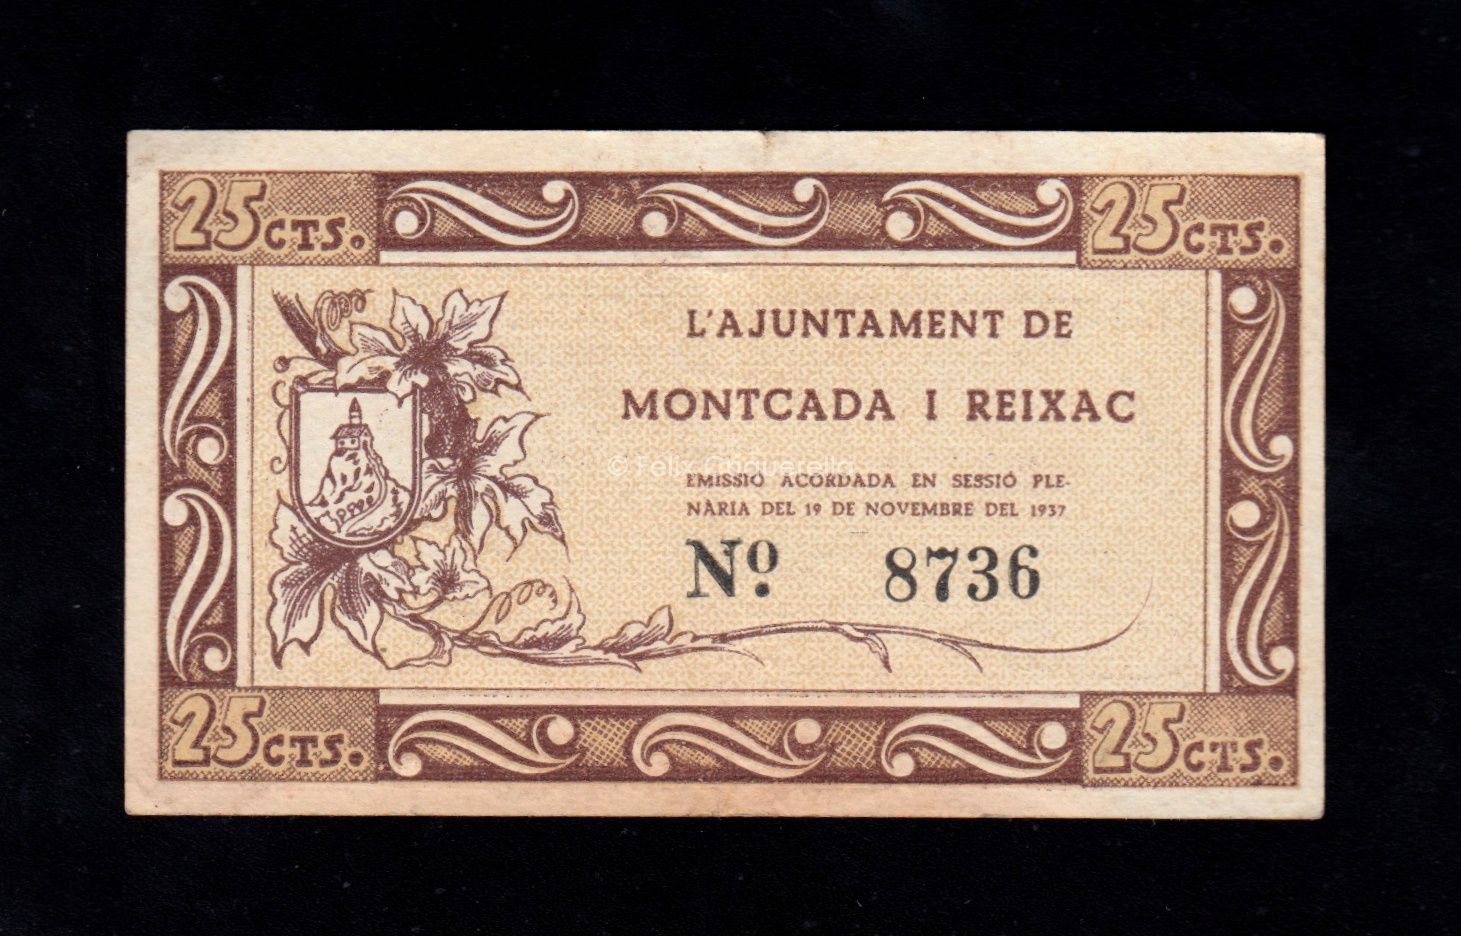 25 CTS.
25 CTS.
L'AJUNTAMENT DE
MONTCADA I REIXAC
© Felix
EMISSIÓ ACORDADA EN SESSIÓ PLE-
NÀRIA DEL 19 DE NOVEMBRE DEL 1937
Nº. 8736
25 CTS.
25 CTS.